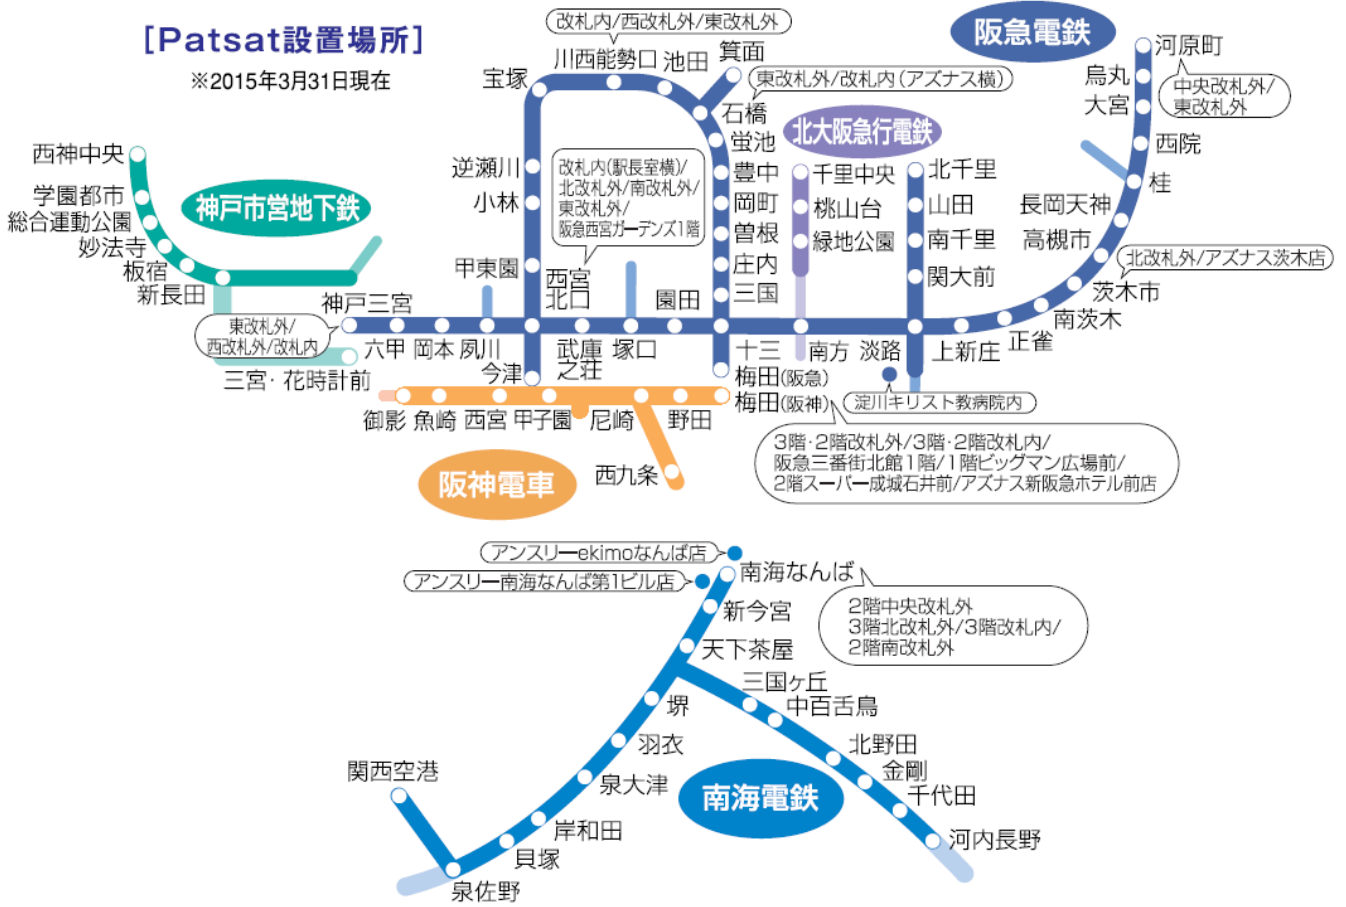 [Patsat設置場所]
※2015年3月31日現在
改札内/西改札外/東改札外
阪急電鉄
川西能勢口
池田
箕面
宝塚
東改札外/改札内(アズナス横)
石橋
蛍池
北大阪急行電鉄
河原町
烏丸
大宮
中央改札外/
東改札外
西院
桂
西神中央
学園都市
総合運動公園
妙法寺
板宿
新長田
神戸市営地下鉄
逆瀬川
小林
改札内(駅長室横)/
北改札外/南改札外/
東改札外/
阪急西宮ガーデンズ1階
豊中
岡町
曽根
庄内
三国
千里中央
桃山台
緑地公園
北千里
山田
南千里
関大前
長岡天神
高槻市
北改札外/アズナス茨木店
茨木市
南茨木
正雀
上新庄
甲東園
西宮
北口
園田
神戸三宮
東改札外/
西改札外/改札内
六甲
岡本
夙川
今津
武庫
之荘
塚口
十三
南方
淡路
三宮・花時計前
梅田(阪急)
梅田(阪神)
淀川キリスト教病院内
御影
魚崎
西宮
甲子園
尼崎
野田
西九条
阪神電車
3階・2階改札外/3階・2階改札内/
阪急三番街北館1階/1階ビッグマン広場前/
2階スーパー成城石井前/アズナス新阪急ホテル前店
アンスリーekimoなんば店
アンスリー南海なんば第1ビル店
南海なんば
2階中央改札外
3階北改札外/3階改札内/
2階南改札外
新今宮
天下茶屋
三国ヶ丘
中百舌鳥
堺
羽衣
北野田
金剛
千代田
河内長野
関西空港
泉大津
南海電鉄
岸和田
貝塚
泉佐野